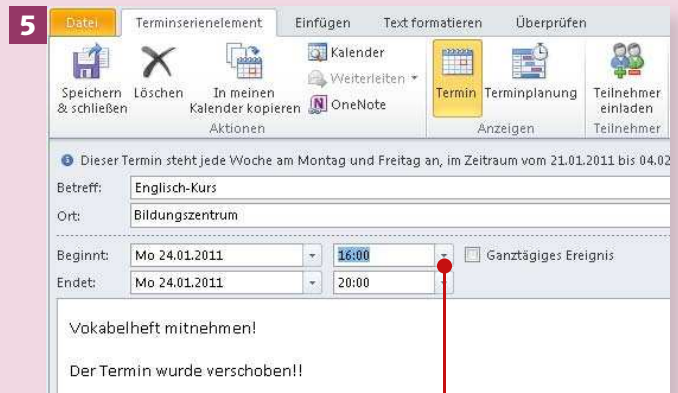 5
Datei Terminserienelement Einfügen Text formatieren Überprüfen
Speichern & schließen
Löschen
In meinen Kalender kopieren
Kalender
Weiterleiten
OneNote
Aktionen
Termin
Terminplanung
Anzeigen
Teilnehmer einladen
Teilnehmer
Dieser Termin steht jede Woche am Montag und Freitag an, im Zeitraum vom 21.01.2011 bis 04.02
Betreff: Englisch-Kurs
Ort: Bildungszentrum
Beginnt: Mo 24.01.2011 16:00 Ganztägiges Ereignis
Endet: Mo 24.01.2011 20:00
Vokabelheft mitnehmen!
Der Termin wurde verschoben!!